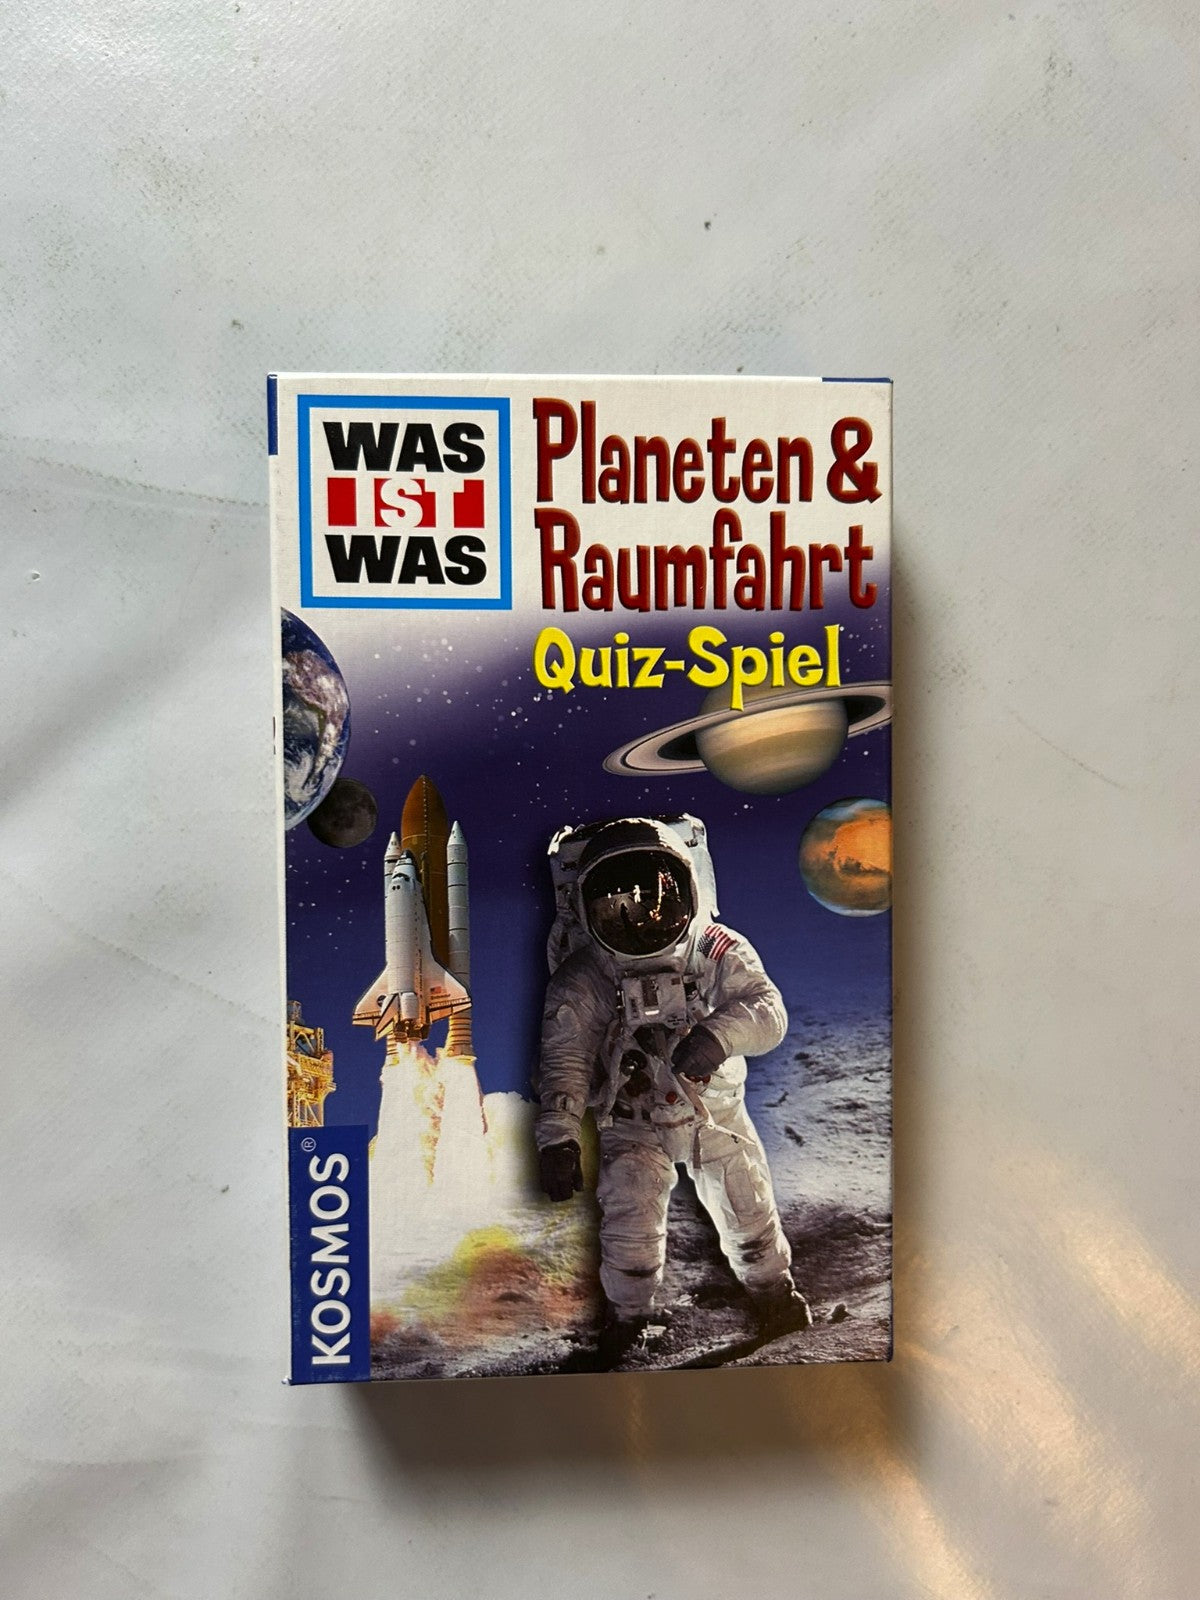 WAS
IST
WAS
Planeten &
Raumfahrt
Quiz-Spiel
KOSMOS®